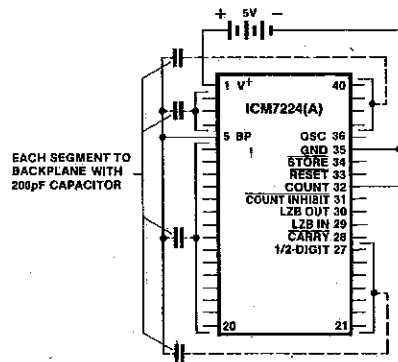 + 5V −
1 V+
40
ICM7224(A)
5 BP
OSC 36
GND 35
STORE 34
RESET 33
COUNT 32
COUNT INHIBIT 31
LZB OUT 30
LZB IN 29
CARRY 28
1/2-DIGIT 27
EACH SEGMENT TO
BACKPLANE WITH
200pF CAPACITOR
20
21